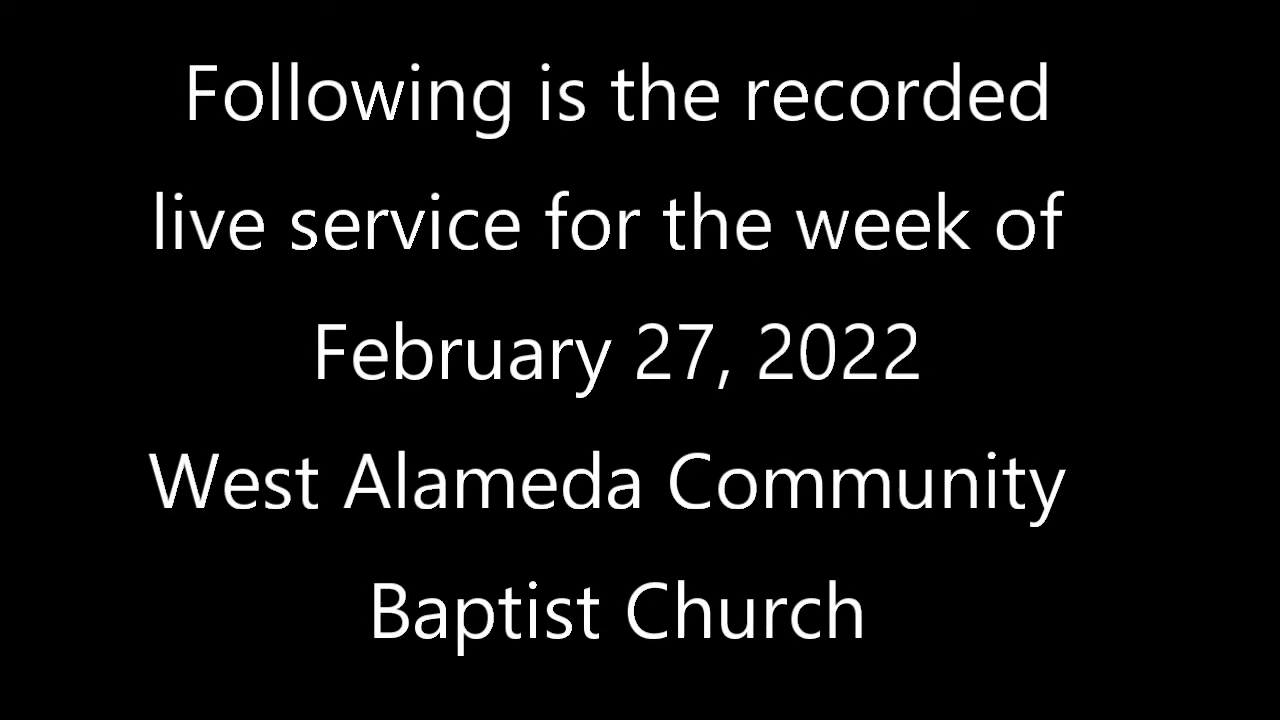 Following is the recorded
live service for the week of
February 27, 2022
West Alameda Community
Baptist Church